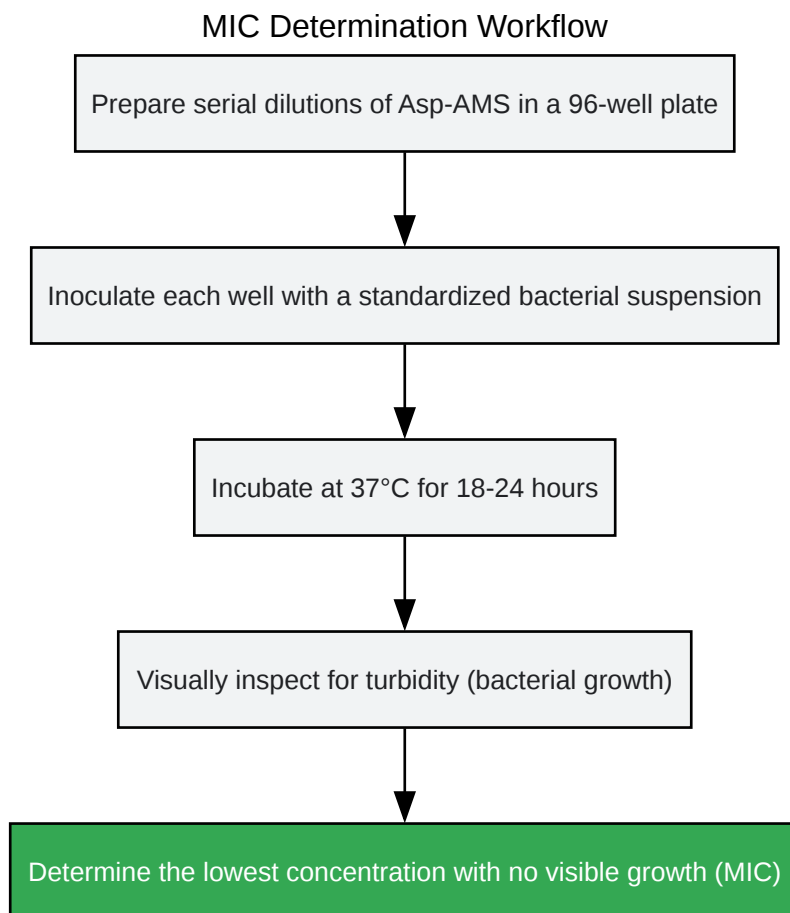 MIC Determination Workflow
Prepare serial dilutions of Asp-AMS in a 96-well plate
Inoculate each well with a standardized bacterial suspension
Incubate at 37°C for 18-24 hours
Visually inspect for turbidity (bacterial growth)
Determine the lowest concentration with no visible growth (MIC)